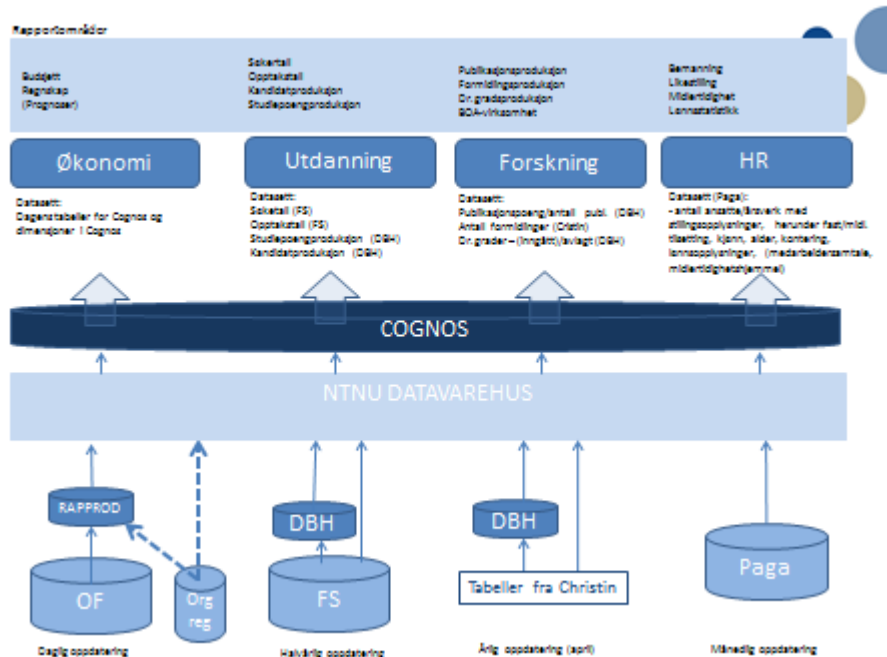 Rapportområder
Budsjett
Regnskap
(Prognoser)
Søkertall
Opptakstall
Kandidatproduksjon
Studiepoengproduksjon
Publikasjonsproduksjon
Formidlingsproduksjon
Dr.gradsproduksjon
BOA-virksomhet
Bemanning
Likestilling
Midlertidighet
Lønnsstatistikk
Økonomi
Utdanning
Forskning
HR
Datasett:
Dagens tabeller for Cognos og
dimensjoner i Cognos
Datasett:
Søketall (FS)
Opptakstall (FS)
Studiepoengproduksjon (DBH)
Kandidatproduksjon (DBH)
Datasett:
Publikasjonspoeng/antall publ. (DBH)
Antall formidlinger (Cristin)
Dr. grader – (inngått)/avlagt (DBH)
Datasett (Paga):
- antall ansatte/årsverk med
stillingsopplysninger, herunder fast/midl.
tilsetting, kjønn, alder, kontering,
lønnsopplysninger, (medarbeidersamtale,
midlertidighetshjemmel)
COGNOS
NTNU DATAVAREHUS
RAPPROD
DBH
DBH
OF
Org
reg
FS
Tabeller fra Christin
Paga
Daglig oppdatering
Halvårlig oppdatering
Årlig oppdatering (april)
Månedlig oppdatering